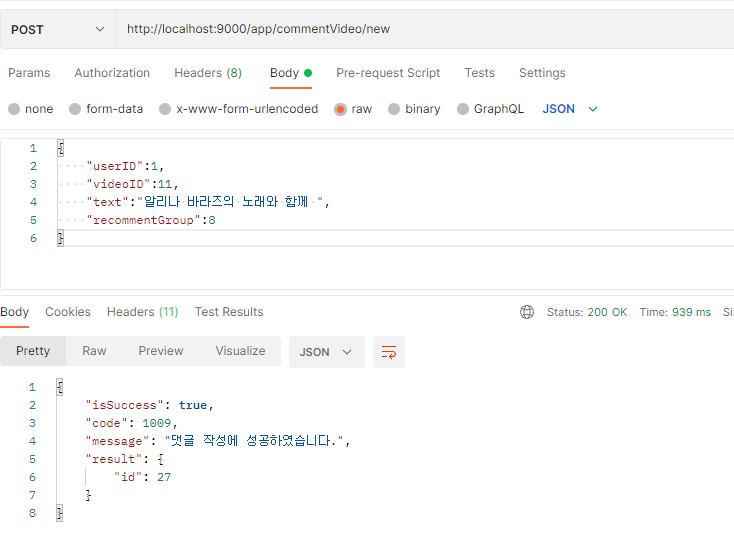 POST http://localhost:9000/app/commentVideo/new
Params Authorization Headers (8) Body Pre-request Script Tests Settings
none form-data x-www-form-urlencoded raw binary GraphQL JSON
1 {
2 "userID":1,
3 "videoID":11,
4 "text":"알리나 바라즈의 노래와 함께 ",
5 "recommentGroup":8
6 }
Body Cookies Headers (11) Test Results Status: 200 OK Time: 939 ms Si
Pretty Raw Preview Visualize JSON
1 {
2 "isSuccess": true,
3 "code": 1009,
4 "message": "댓글 작성에 성공하였습니다.",
5 "result": {
6 "id": 27
7 }
8 }